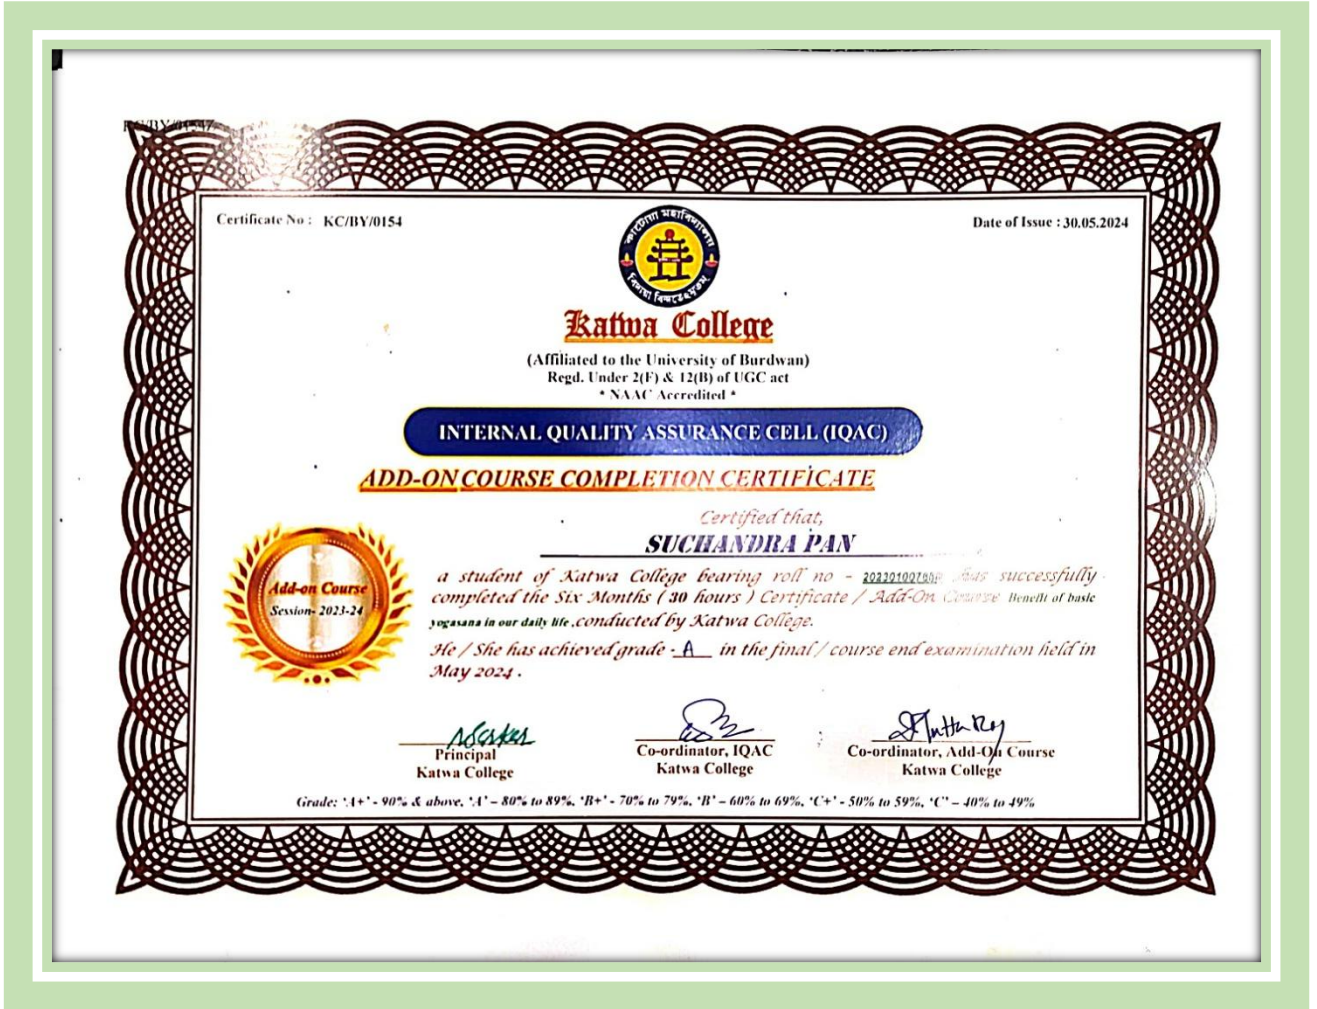 Certificate No : KC/BY/0154
Date of Issue : 30.05.2024
কাটোয়া মহাবিদ্যালয়
Katwa College
(Affiliated to the University of Burdwan)
Regd. Under 2(F) & 12(B) of UGC act
* NAAC Accredited *
INTERNAL QUALITY ASSURANCE CELL (IQAC)
ADD-ON COURSE COMPLETION CERTIFICATE
Certified that,
SUCHANDRA PAN
Add-on Course
Session- 2023-24
a student of Katwa College bearing roll no - has successfully
completed the Six Months ( 30 hours ) Certificate / Add-On Course Benefit of basic
yogasana in our daily life ,conducted by Katwa College.
He / She has achieved grade - A in the final / course end examination held in
May 2024 .
Principal
Katwa College
Co-ordinator, IQAC
Katwa College
Co-ordinator, Add-On Course
Katwa College
Grade: 'A+' - 90% & above, 'A' – 80% to 89%, 'B+' - 70% to 79%, 'B' – 60% to 69%, 'C+' - 50% to 59%, 'C' – 40% to 49%